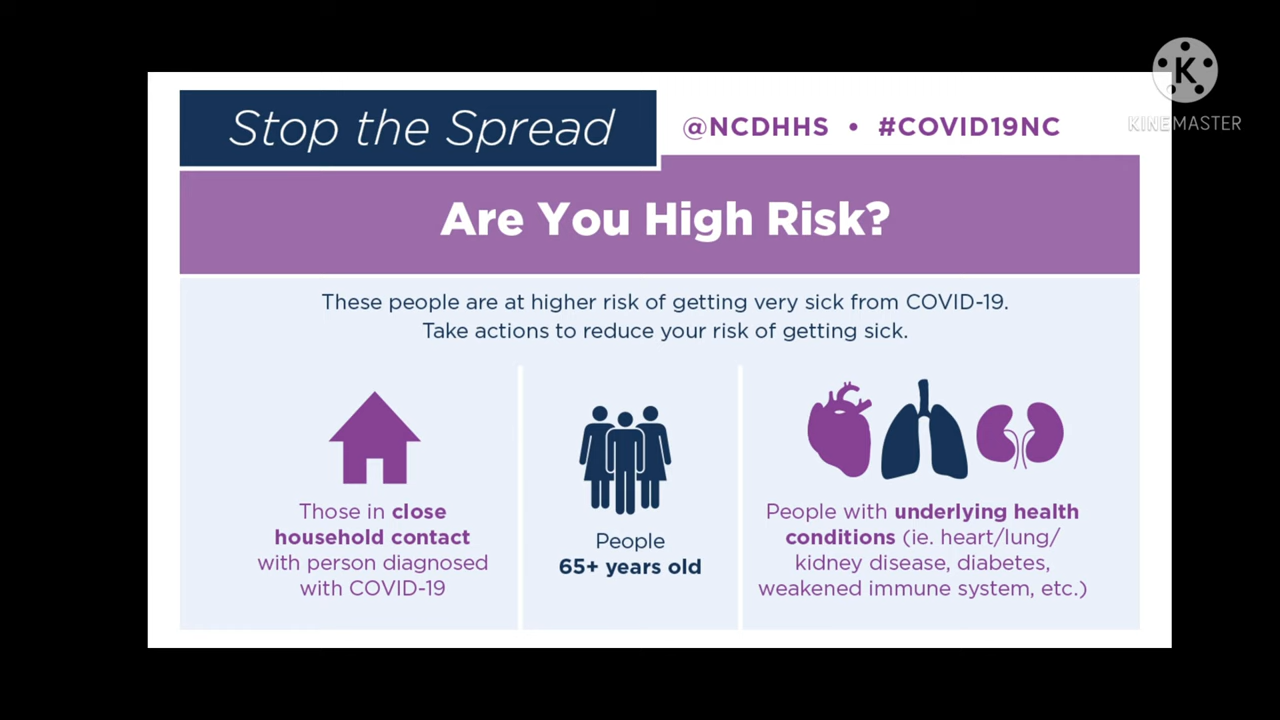 Stop the Spread
@NCDHHS • #COVID19NC
K
KINEMASTER
Are You High Risk?
These people are at higher risk of getting very sick from COVID-19.
Take actions to reduce your risk of getting sick.
Those in close
household contact
with person diagnosed
with COVID-19
People
65+ years old
People with underlying health
conditions (ie. heart/lung/
kidney disease, diabetes,
weakened immune system, etc.)